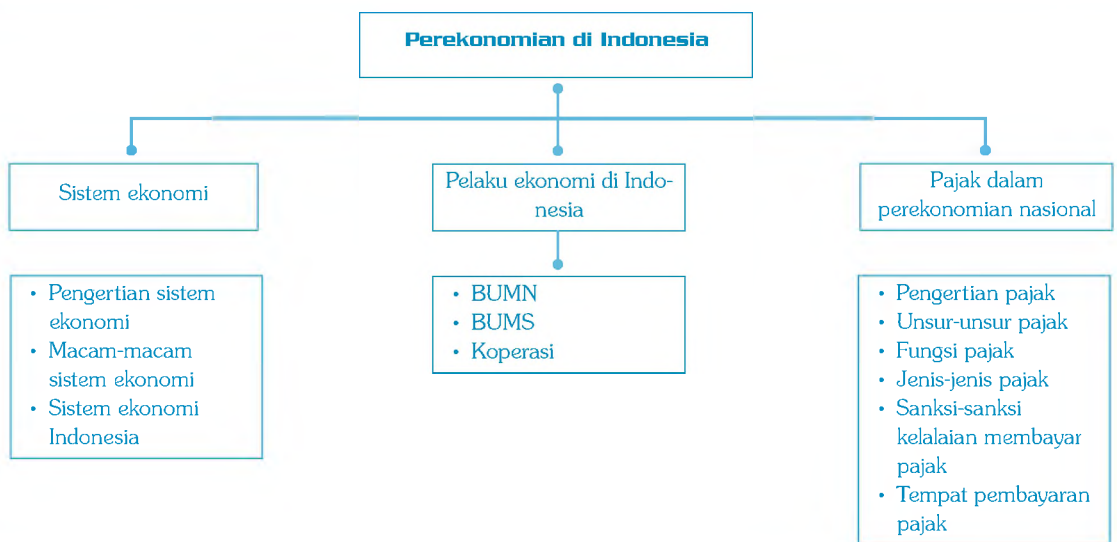 Perekonomian di Indonesia
Sistem ekonomi
Pelaku ekonomi di Indo-
nesia
Pajak dalam
perekonomian nasional
• Pengertian sistem
ekonomi
• Macam-macam
sistem ekonomi
• Sistem ekonomi
Indonesia
• BUMN
• BUMS
• Koperasi
• Pengertian pajak
• Unsur-unsur pajak
• Fungsi pajak
• Jenis-jenis pajak
• Sanksi-sanksi
kelalaian membayar
pajak
• Tempat pembayaran
pajak